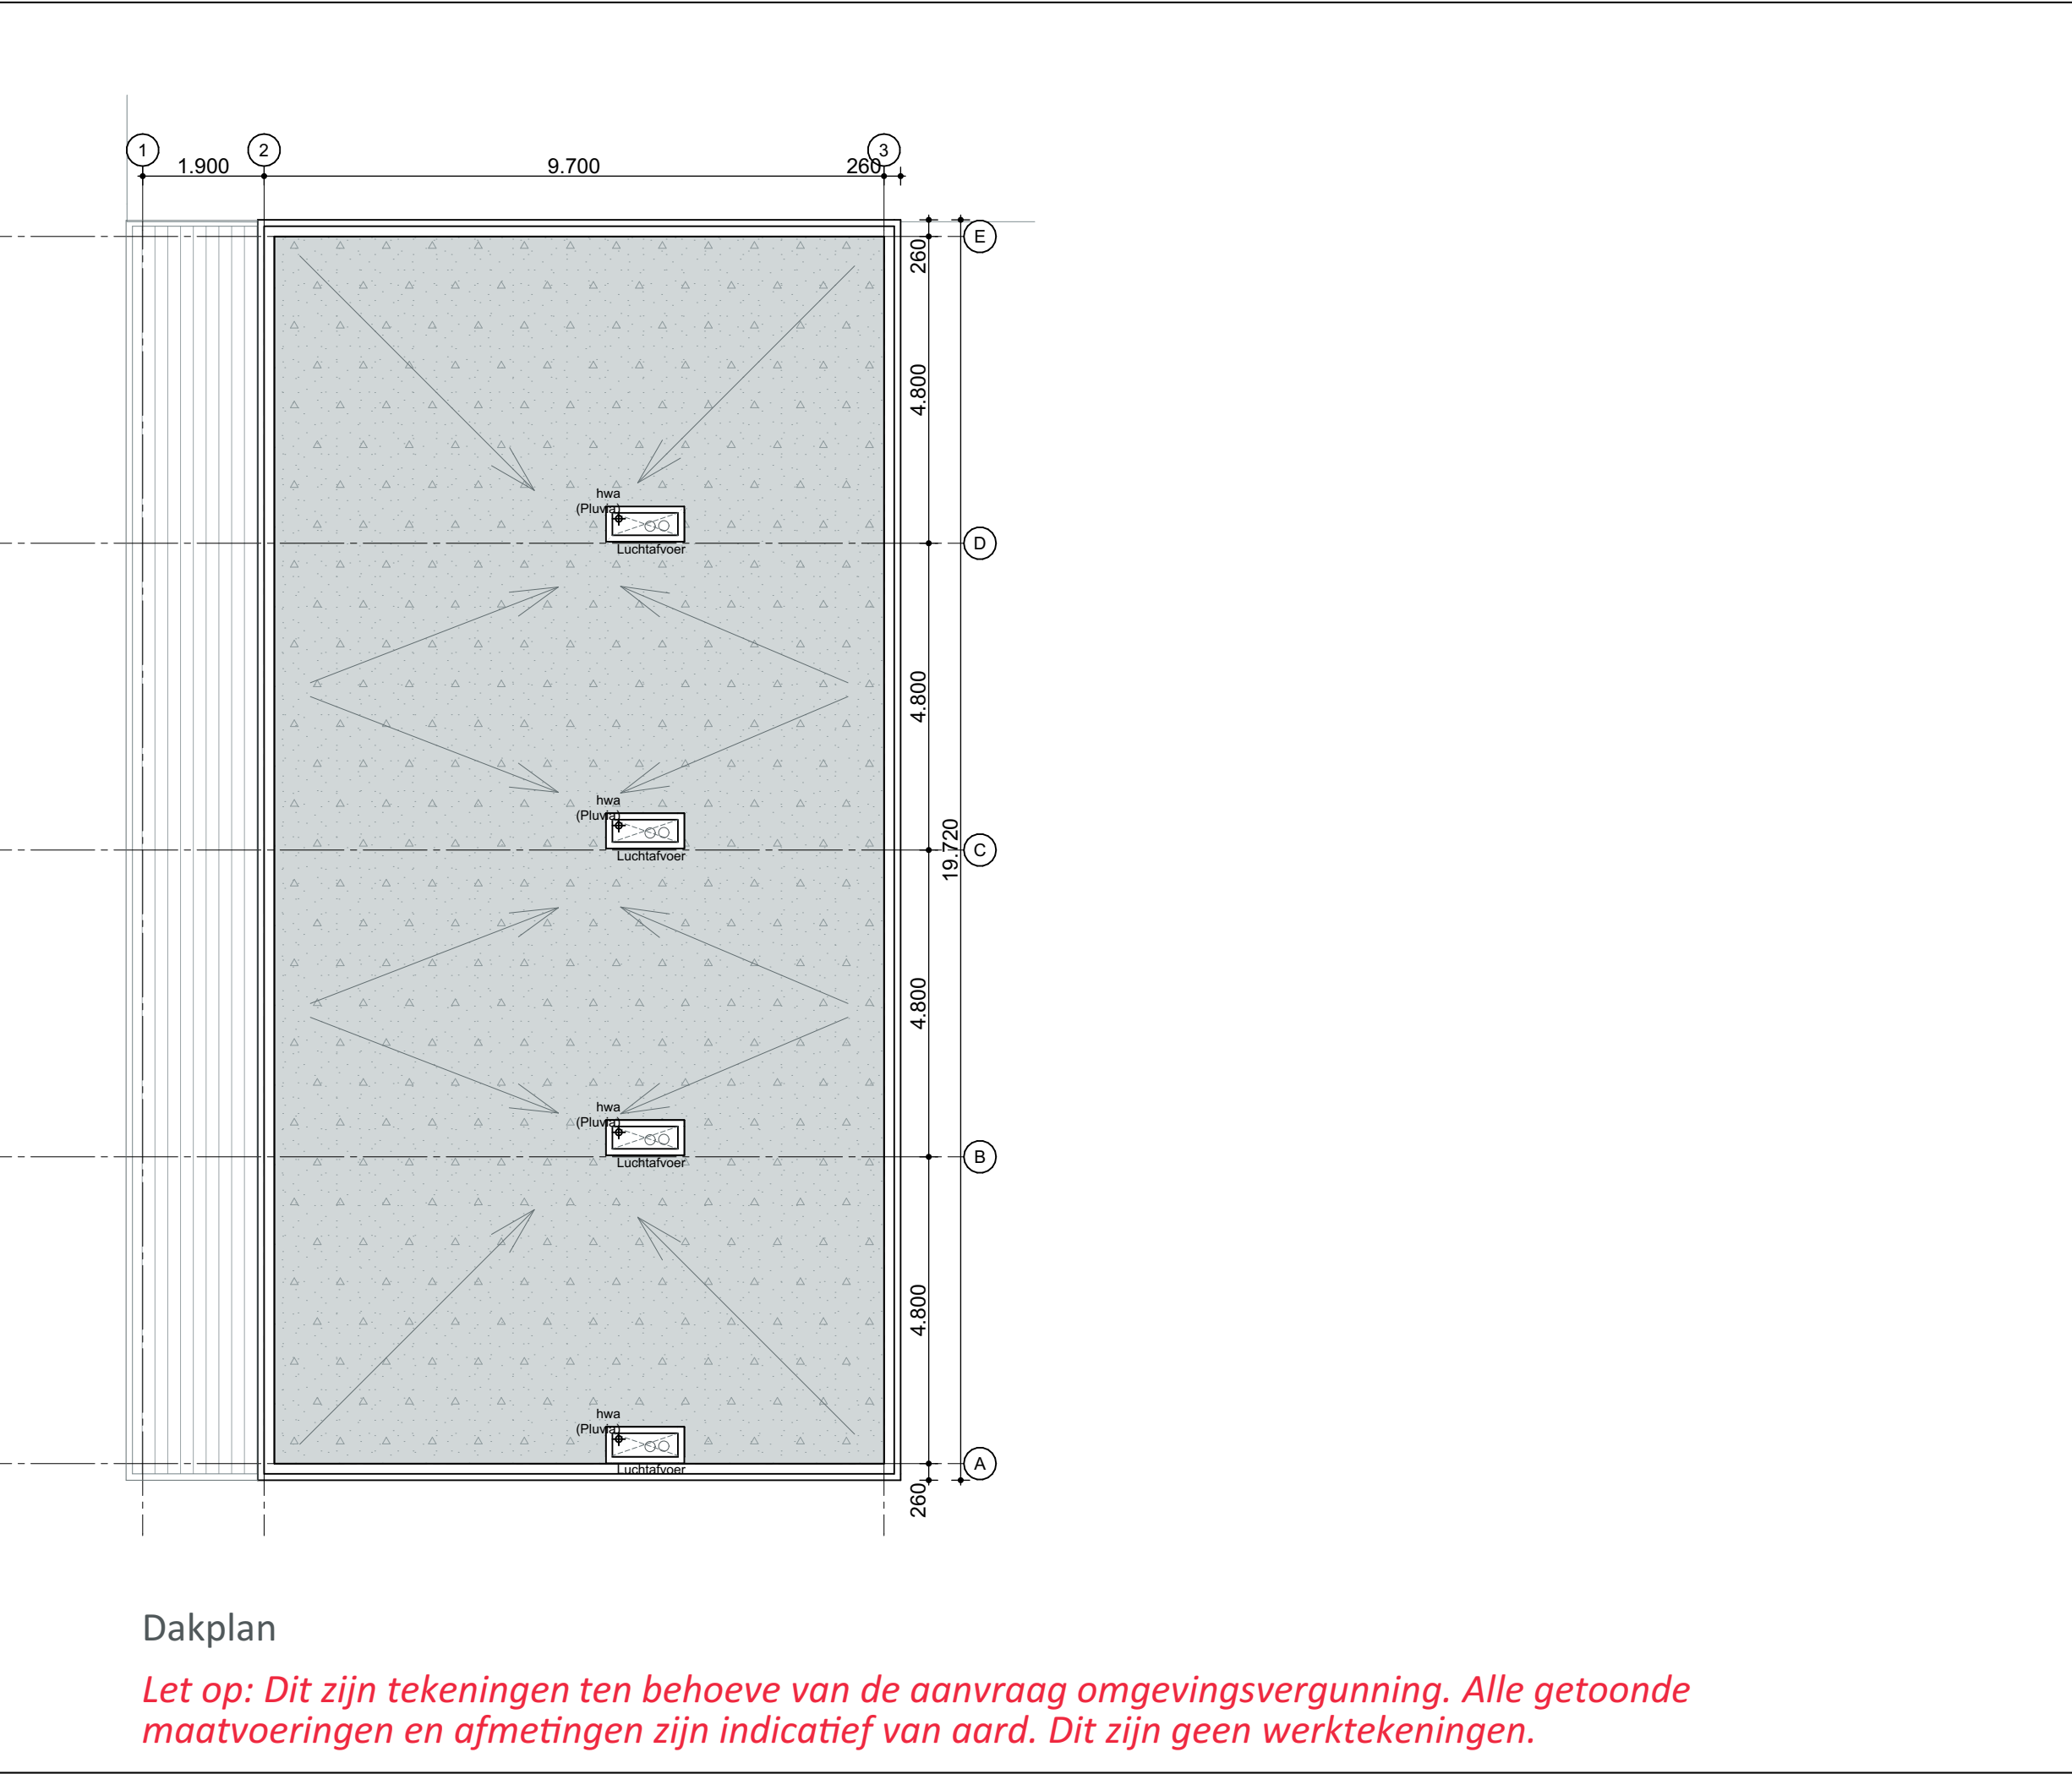 1
2
3
1.900
9.700
260
E
260
4.800
hwa
(Pluvia)
Luchtafvoer
D
4.800
hwa
(Pluvia)
Luchtafvoer
19.720
C
4.800
hwa
(Pluvia)
Luchtafvoer
B
4.800
hwa
(Pluvia)
Luchtafvoer
A
260
Dakplan
Let op: Dit zijn tekeningen ten behoeve van de aanvraag omgevingsvergunning. Alle getoonde
maatvoeringen en afmetingen zijn indicatief van aard. Dit zijn geen werktekeningen.